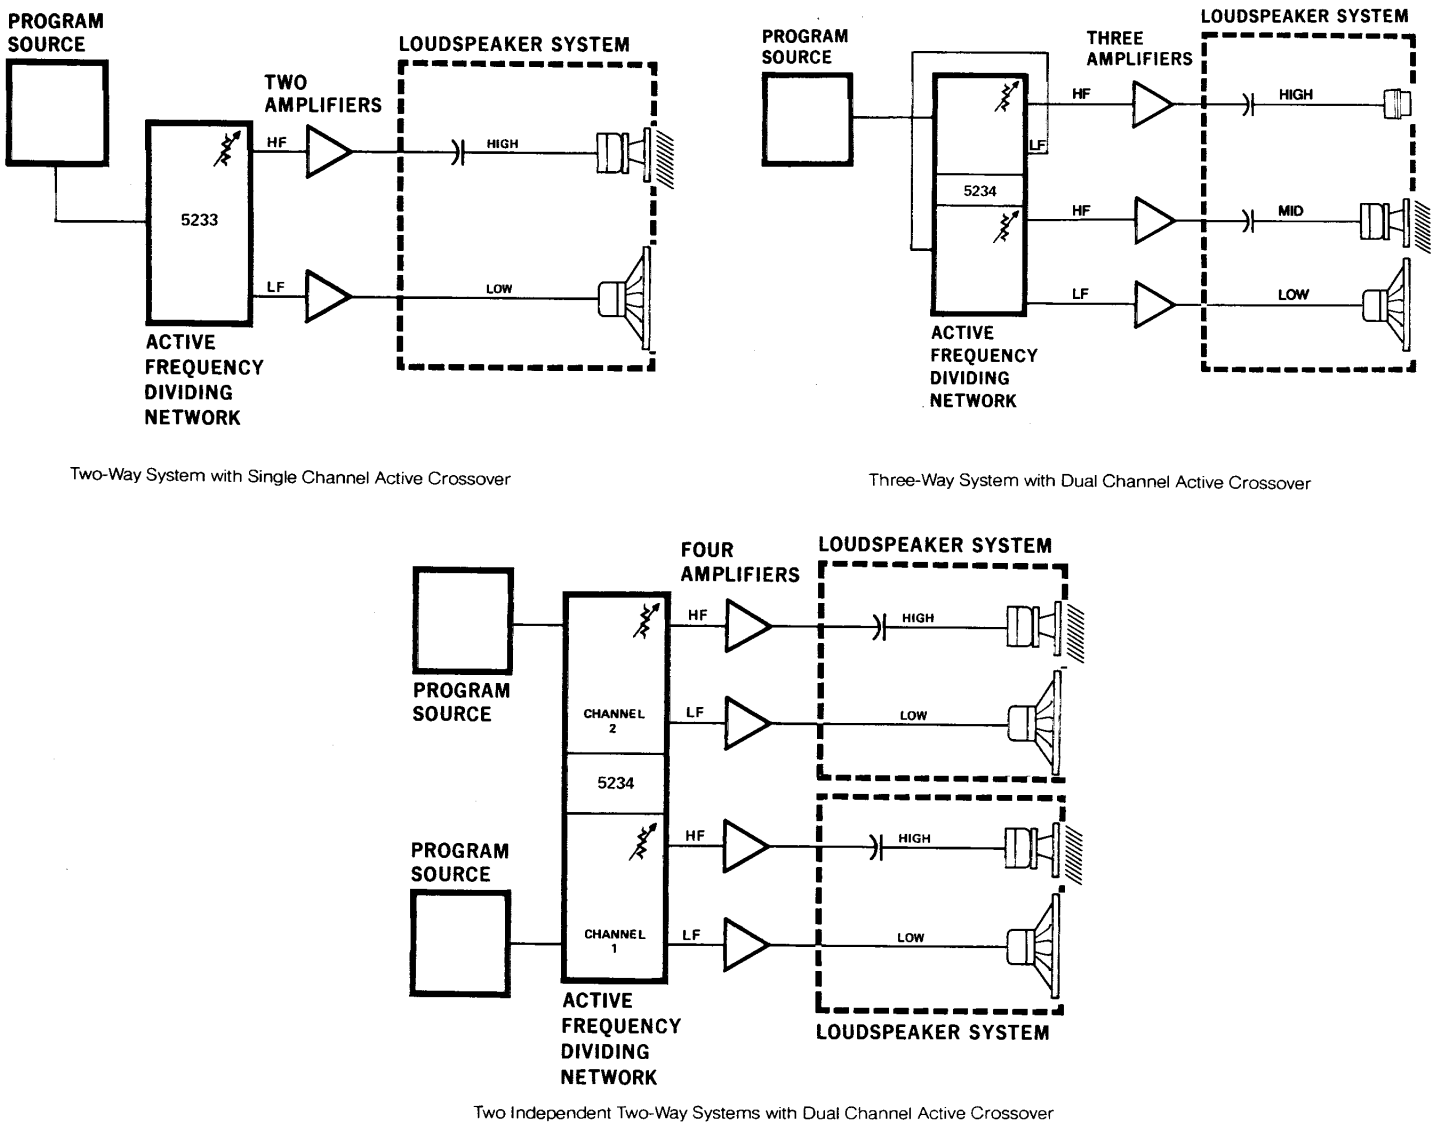 PROGRAM
SOURCE
TWO
AMPLIFIERS
LOUDSPEAKER SYSTEM
HF
HIGH
5233
LF
LOW
ACTIVE
FREQUENCY
DIVIDING
NETWORK
Two-Way System with Single Channel Active Crossover
PROGRAM
SOURCE
THREE
AMPLIFIERS
LOUDSPEAKER SYSTEM
HF
HIGH
LF
5234
HF
MID
LF
LOW
ACTIVE
FREQUENCY
DIVIDING
NETWORK
Three-Way System with Dual Channel Active Crossover
FOUR
AMPLIFIERS
LOUDSPEAKER SYSTEM
HF
HIGH
PROGRAM
SOURCE
CHANNEL
2
LF
LOW
5234
HF
HIGH
PROGRAM
SOURCE
CHANNEL
1
LF
LOW
ACTIVE
FREQUENCY
DIVIDING
NETWORK
LOUDSPEAKER SYSTEM
Two Independent Two-Way Systems with Dual Channel Active Crossover